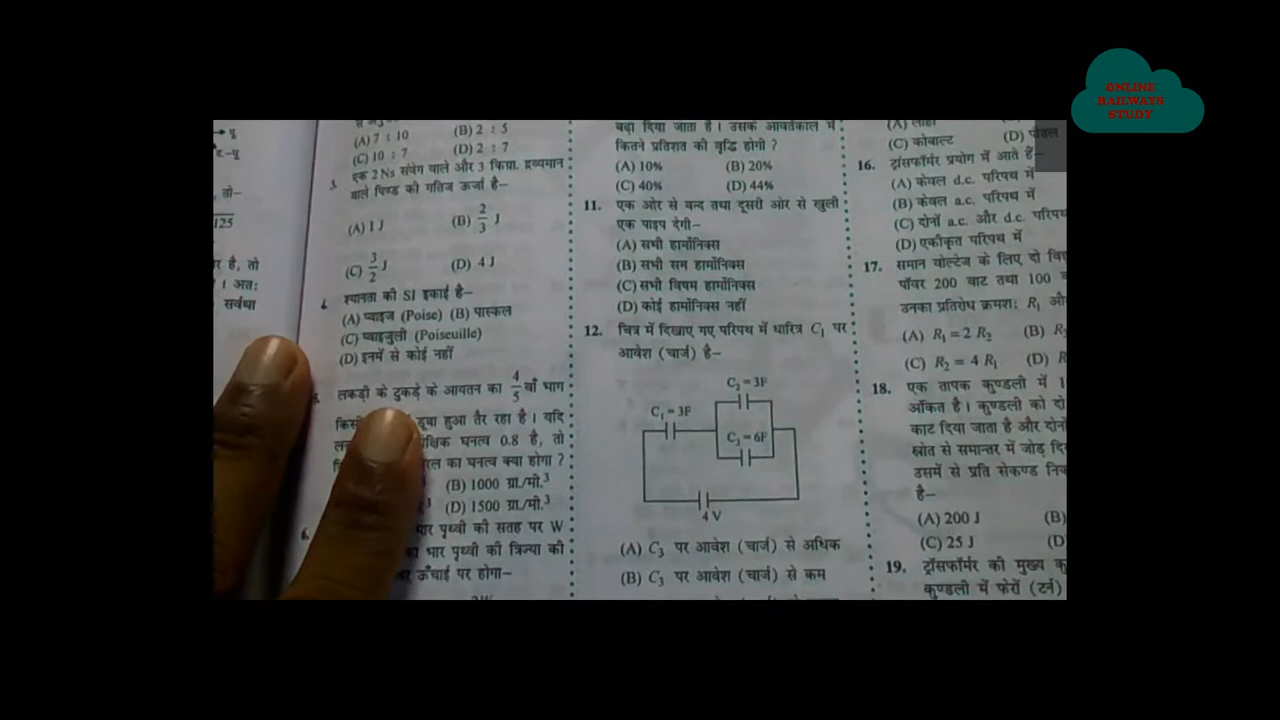 ONLINE
RAILWAYS
STUDY
पू
तो–
125
र है, तो
। अतः
सर्वथा
(A) 7 : 10 (B) 2 : 5
(C) 10 : 7 (D) 2 : 7
3. एक 2 Ns संवेग वाले और 3 किग्रा. द्रव्यमान
वाले पिण्ड की गतिज ऊर्जा है–
(A) 1 J (B) 2/3 J
(C) 3/2 J (D) 4 J
4. श्यानता की SI इकाई है–
(A) प्वाइज (Poise) (B) पास्कल
(C) प्वाइजुली (Poiseuille)
(D) इनमें से कोई नहीं
लकड़ी के टुकड़े के आयतन का 4/5 वाँ भाग
डूबा हुआ तैर रहा है। यदि
घनत्व 0.8 है, तो
का घनत्व क्या होगा ?
(B) 1000 ग्रा./मी.³
(D) 1500 ग्रा./मी.³
भार पृथ्वी की सतह पर W
भार पृथ्वी की त्रिज्या की
ऊँचाई पर होगा–
बढ़ा दिया जाता है। उसके आवर्तकाल में
कितने प्रतिशत की वृद्धि होगी ?
(A) 10% (B) 20%
(C) 40% (D) 44%
11. एक ओर से बन्द तथा दूसरी ओर से खुली
एक पाइप देगी–
(A) सभी हार्मोनिक्स
(B) सभी सम हार्मोनिक्स
(C) सभी विषम हार्मोनिक्स
(D) कोई हार्मोनिक्स नहीं
12. चित्र में दिखाए गए परिपथ में धारित्र C₁ पर
आवेश (चार्ज) है–
C₂ = 3F
C₁ = 3F
C₃ = 6F
4 V
(A) C₃ पर आवेश (चार्ज) से अधिक
(B) C₃ पर आवेश (चार्ज) से कम
(A) लोहा
(C) कोबाल्ट (D) पीतल
16. ट्रांसफॉर्मर प्रयोग में आते हैं–
(A) केवल d.c. परिपथ में
(B) केवल a.c. परिपथ में
(C) दोनों a.c. और d.c. परिपथ
(D) एकीकृत परिपथ में
17. समान वोल्टेज के लिए दो
पॉवर 200 वाट तथा 100
उनका प्रतिरोध क्रमशः R₁
(A) R₁ = 2 R₂ (B)
(C) R₂ = 4 R₁ (D)
18. एक तापक कुण्डली में
अंकित है। कुण्डली को दो
काट दिया जाता है और
स्रोत से समान्तर में जोड़
उसमें से प्रति सेकण्ड
है–
(A) 200 J (B)
(C) 25 J
19. ट्रॉसफॉर्मर की मुख्य
कुण्डली में फेरों (टर्न)